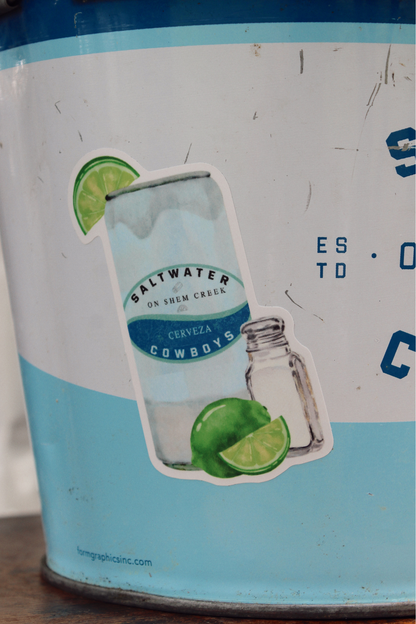 S
ES
TD · O
C
SALTWATER
ON SHEM CREEK
CERVEZA
COWBOYS
formgraphicsinc.com